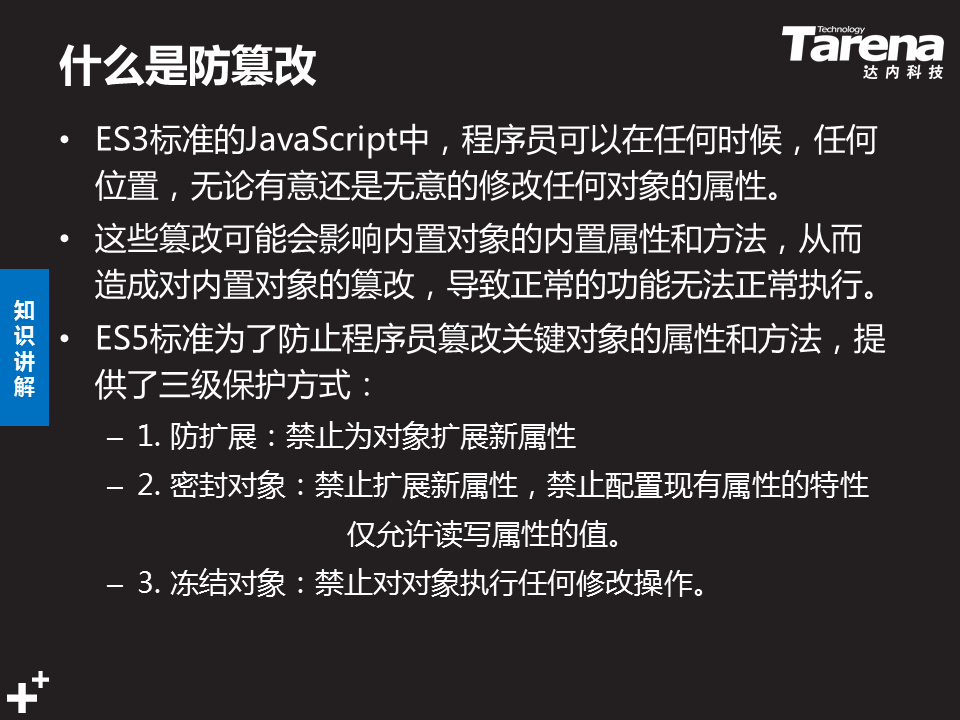 什么是防篡改
Technology
Tarena
达内科技
• ES3标准的JavaScript中，程序员可以在任何时候，任何
位置，无论有意还是无意的修改任何对象的属性。
• 这些篡改可能会影响内置对象的内置属性和方法，从而
造成对内置对象的篡改，导致正常的功能无法正常执行。
知识讲解
• ES5标准为了防止程序员篡改关键对象的属性和方法，提
供了三级保护方式：
– 1. 防扩展：禁止为对象扩展新属性
– 2. 密封对象：禁止扩展新属性，禁止配置现有属性的特性
仅允许读写属性的值。
– 3. 冻结对象：禁止对对象执行任何修改操作。